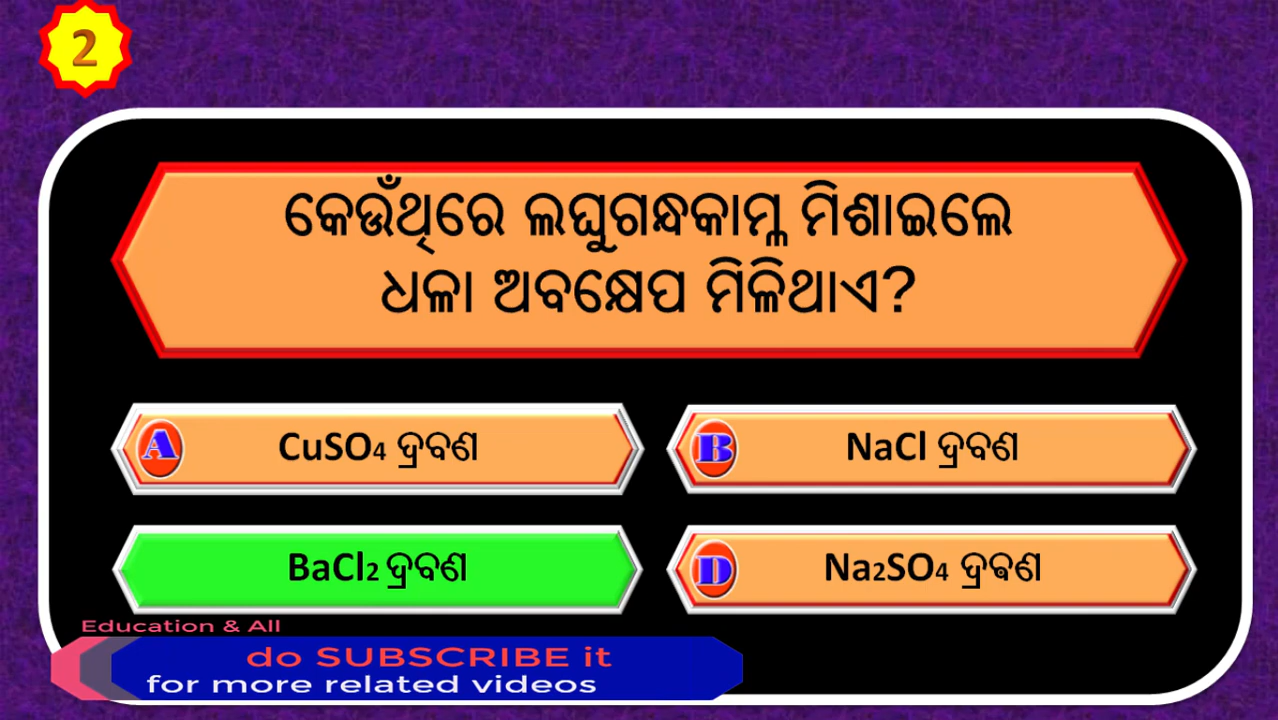 2
କେଉଁଥିରେ ଲଘୁଗନ୍ଧକାମ୍ଳ ମିଶାଇଲେ
ଧଳା ଅବକ୍ଷେପ ମିଳିଥାଏ?
A CuSO₄ ଦ୍ରବଣ
B NaCl ଦ୍ରବଣ
BaCl₂ ଦ୍ରବଣ
D Na₂SO₄ ଦ୍ରଵଣ
Education & All
do SUBSCRIBE it
for more related videos